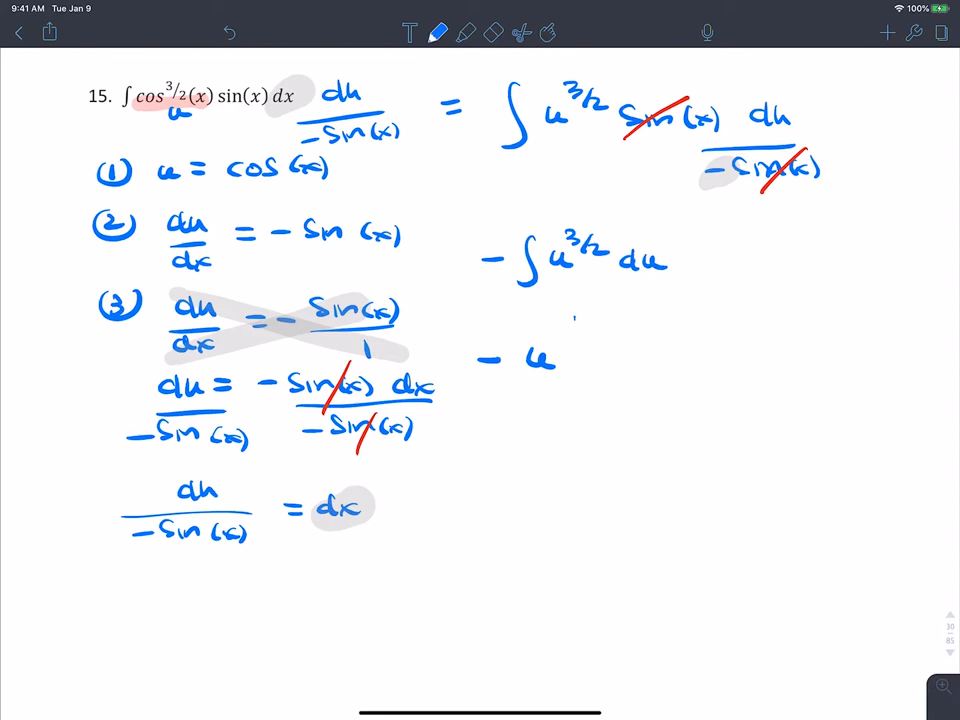 9:41 AM Tue Jan 9
100%
T
15. ∫ cos^3/2(x) sin(x) dx
u
du/-sin(x)
= ∫ u^3/2 sin(x) du/-sin(x)
(1) u = cos(x)
(2) du/dx = - sin(x)
- ∫ u^3/2 du
(3) du/dx = - sin(x)/1
- u
du/-sin(x) = -sin(x) dx/-sin(x)
du/-sin(x) = dx
30
85